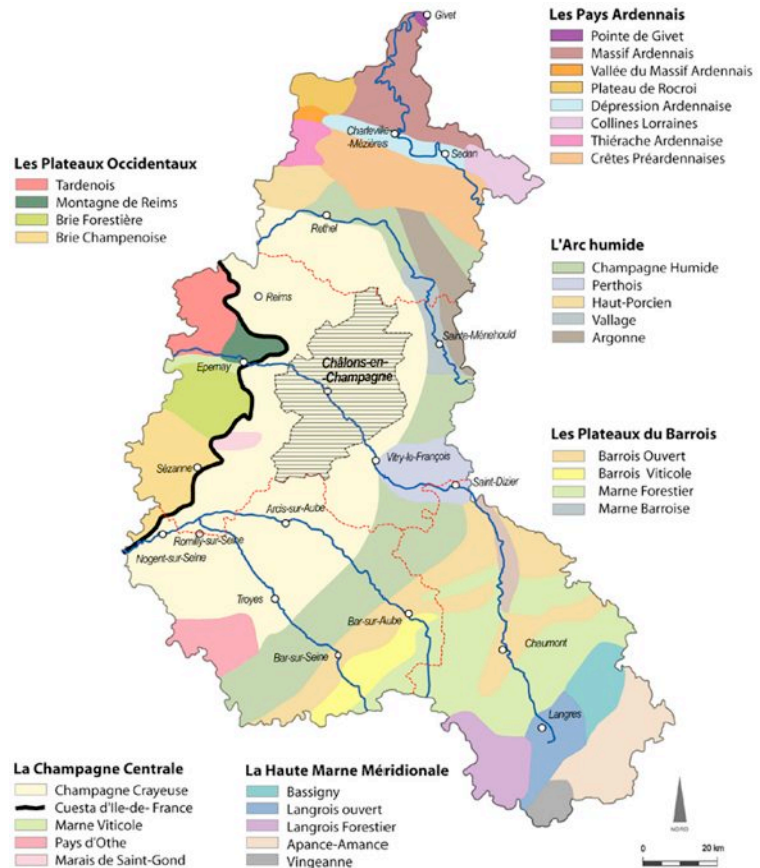 Les Pays Ardennais
Pointe de Givet
Massif Ardennais
Vallée du Massif Ardennais
Plateau de Rocroi
Dépression Ardennaise
Collines Lorraines
Thiérache Ardennaise
Crêtes Préardennaises
Les Plateaux Occidentaux
Tardenois
Montagne de Reims
Brie Forestière
Brie Champenoise
L'Arc humide
Champagne Humide
Perthois
Haut-Porcien
Vallage
Argonne
Les Plateaux du Barrois
Barrois Ouvert
Barrois Viticole
Marne Forestier
Marne Barroise
Givet
Charleville
-Mézières
Sedan
Rethel
Reims
Sainte-Ménehould
Epernay
Châlons-en-
-Champagne
Vitry-le-François
Sézanne
Saint-Dizier
Arcis-sur-Aube
Romilly-sur-Seine
Nogent-sur-Seine
Troyes
Bar-sur-Aube
Bar-sur-Seine
Chaumont
Langres
La Champagne Centrale
Champagne Crayeuse
Cuesta d'Ile-de- France
Marne Viticole
Pays d'Othe
Marais de Saint-Gond
La Haute Marne Méridionale
Bassigny
Langrois ouvert
Langrois Forestier
Apance-Amance
Vingeanne
NORD
0 20 km